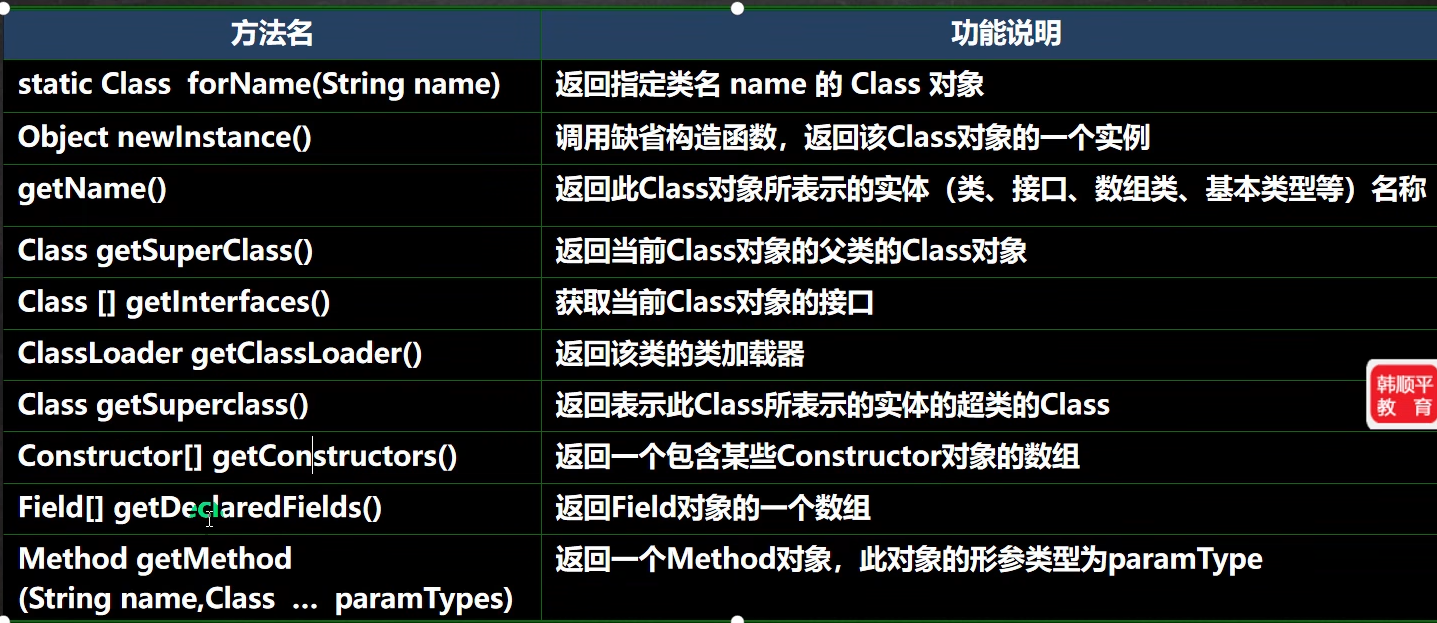 方法名 功能说明
static Class  forName(String name) 返回指定类名 name 的 Class 对象
Object newInstance() 调用缺省构造函数，返回该Class对象的一个实例
getName() 返回此Class对象所表示的实体（类、接口、数组类、基本类型等）名称
Class getSuperClass() 返回当前Class对象的父类的Class对象
Class [] getInterfaces() 获取当前Class对象的接口
ClassLoader getClassLoader() 返回该类的类加载器
Class getSuperclass() 返回表示此Class所表示的实体的超类的Class
Constructor[] getConstructors() 返回一个包含某些Constructor对象的数组
Field[] getDeclaredFields() 返回Field对象的一个数组
Method getMethod 返回一个Method对象，此对象的形参类型为paramType
(String name,Class  …  paramTypes)
韩顺平
教 育